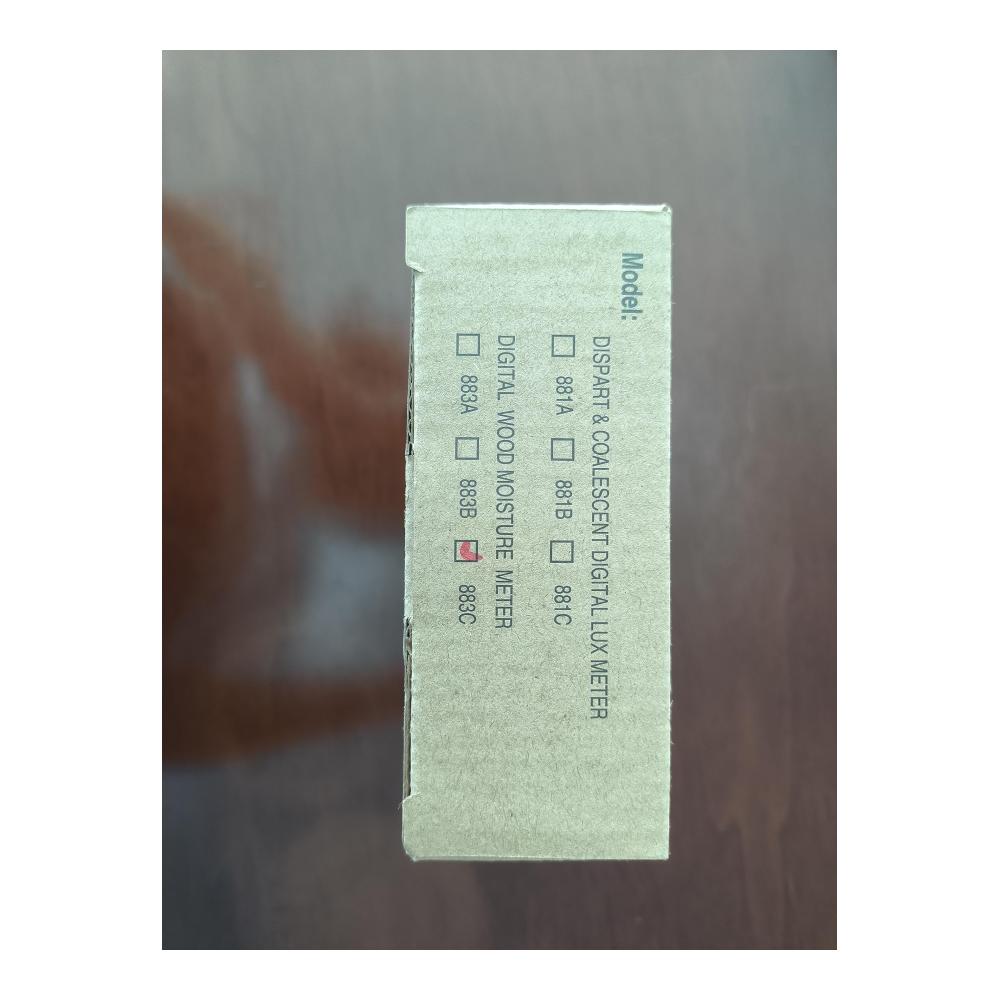 Model:
DISPART & COALESCENT DIGITAL LUX METER
☐ 881A ☐ 881B ☐ 881C
DIGITAL WOOD MOISTURE METER
☐ 883A ☐ 883B ☑ 883C